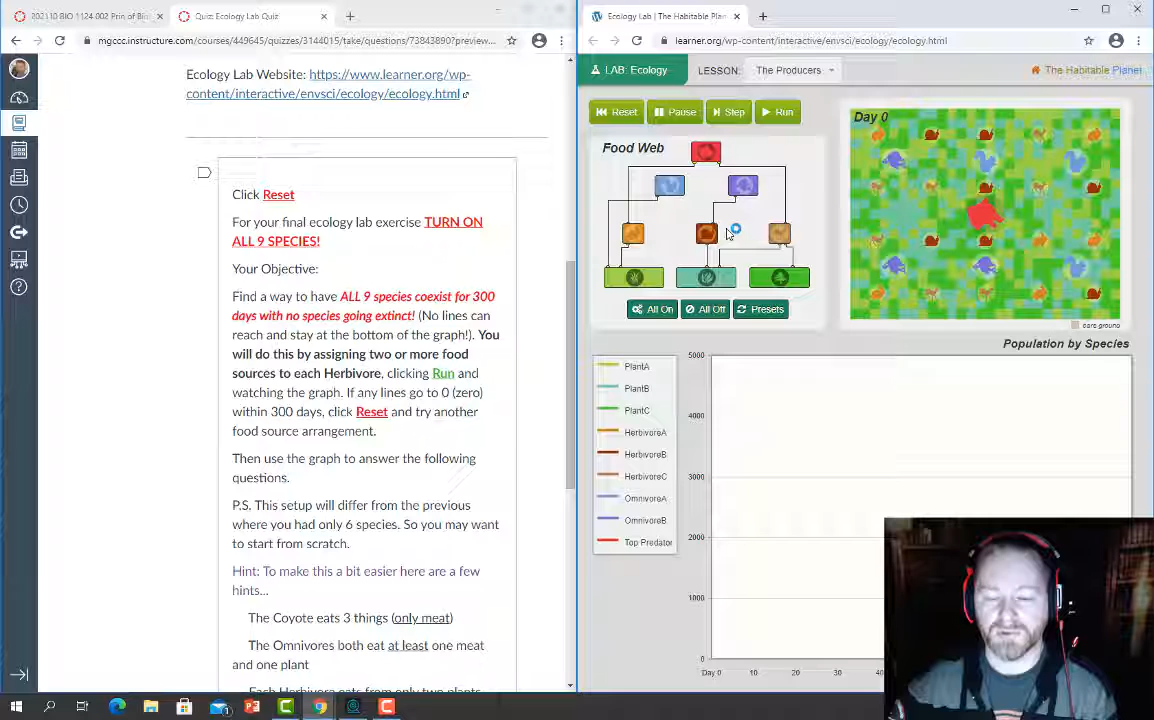 202110 BIO 1124-002 Prin of Bio
Quiz: Ecology Lab Quiz
mgccc.instructure.com/courses/449645/quizzes/3144015/take/questions/73843890?preview...
Ecology Lab Website: https://www.learner.org/wp-
content/interactive/envsci/ecology/ecology.html
Click Reset
For your final ecology lab exercise TURN ON
ALL 9 SPECIES!
Your Objective:
Find a way to have ALL 9 species coexist for 300
days with no species going extinct! (No lines can
reach and stay at the bottom of the graph!). You
will do this by assigning two or more food
sources to each Herbivore, clicking Run and
watching the graph. If any lines go to 0 (zero)
within 300 days, click Reset and try another
food source arrangement.
Then use the graph to answer the following
questions.
P.S. This setup will differ from the previous
where you had only 6 species. So you may want
to start from scratch.
Hint: To make this a bit easier here are a few
hints...
The Coyote eats 3 things (only meat)
The Omnivores both eat at least one meat
and one plant
Each Herbivore eats from only two plants
Ecology Lab | The Habitable Plan
learner.org/wp-content/interactive/envsci/ecology/ecology.html
LAB: Ecology
LESSON: The Producers
The Habitable Planet
Reset Pause Step Run
Food Web
All On All Off Presets
Day 0
bare ground
Population by Species
PlantA
PlantB
PlantC
HerbivoreA
HerbivoreB
HerbivoreC
OmnivoreA
OmnivoreB
Top Predator
5000
4000
3000
2000
1000
0
Day 0 10 20 30 40